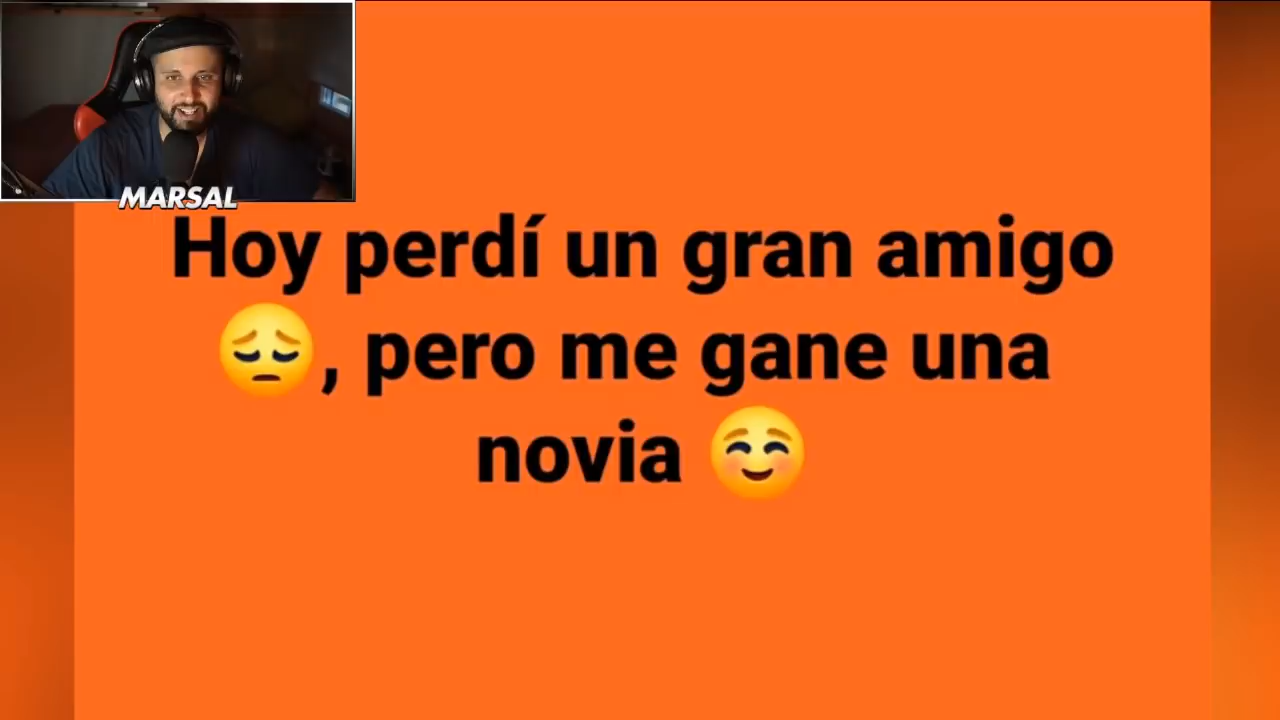 MARSAL
Hoy perdí un gran amigo
😔, pero me gane una
novia ☺️